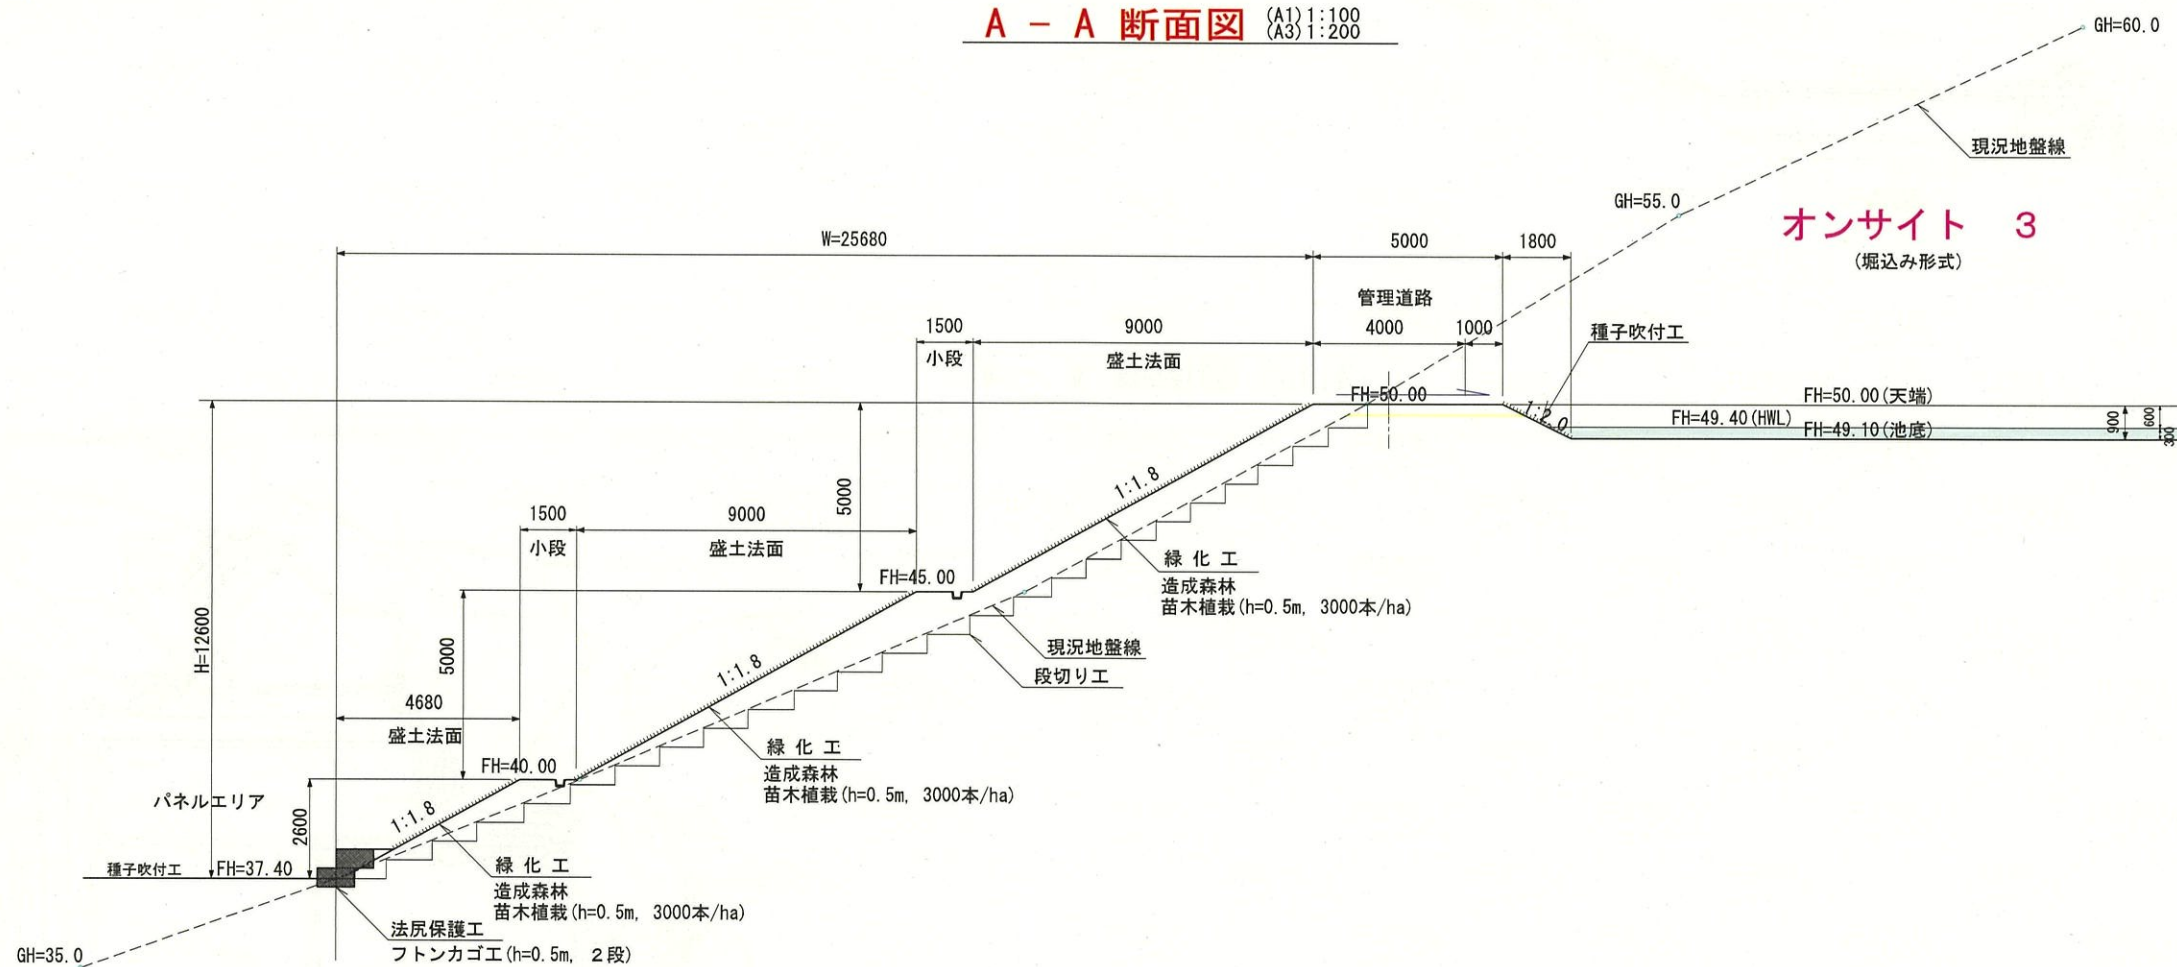 A － A 断面図 (A1)1:100
(A3)1:200
GH=60.0
現況地盤線
GH=55.0
オンサイト　３
(堀込み形式)
W=25680
5000
1800
管理道路
1500
9000
4000
1000
小段
盛土法面
種子吹付工
FH=50.00
FH=50.00(天端)
1:2.0
FH=49.40(HWL)
FH=49.10(池底)
900
600
300
5000
1:1.8
1500
9000
小段
盛土法面
緑 化 工
造成森林
苗木植栽(h=0.5m, 3000本/ha)
FH=45.00
H=12600
5000
1:1.8
現況地盤線
段切り工
4680
盛土法面
緑 化 工
造成森林
苗木植栽(h=0.5m, 3000本/ha)
FH=40.00
パネルエリア
2600
1:1.8
種子吹付工
FH=37.40
緑 化 工
造成森林
苗木植栽(h=0.5m, 3000本/ha)
法尻保護工
フトンカゴ工(h=0.5m, ２段)
GH=35.0